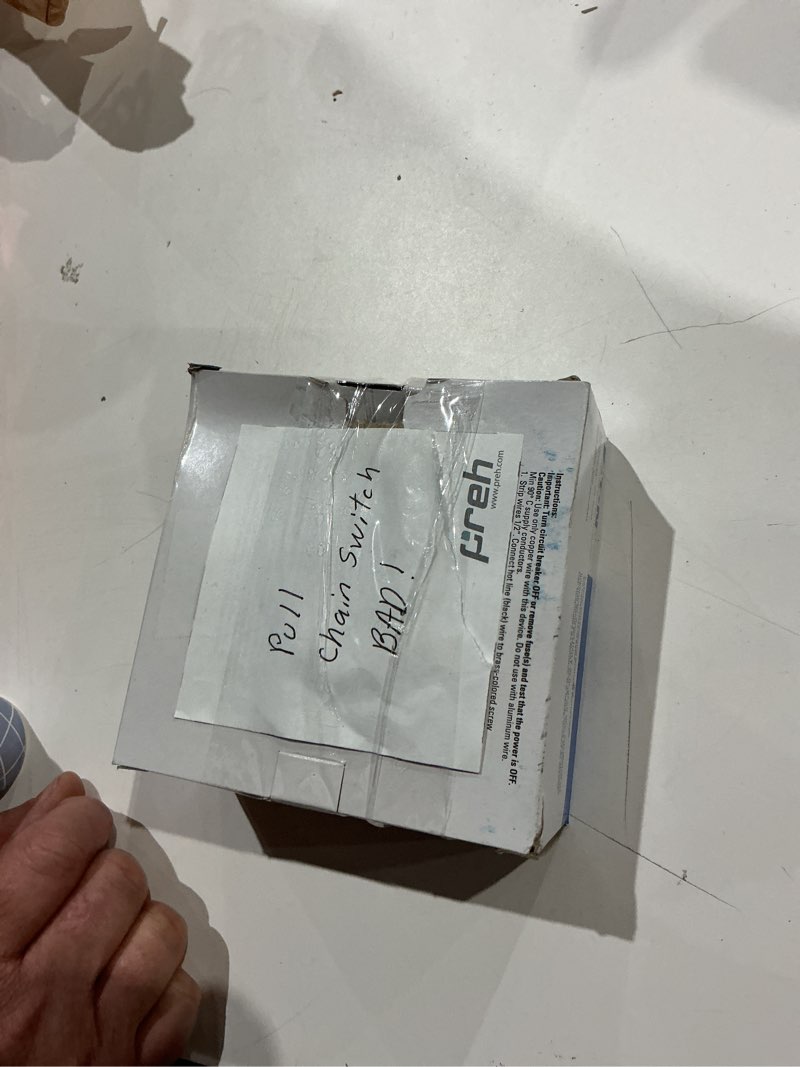 preh
www.preh.com
Pull
Chain Switch
BAD!
Instructions:
Important: Turn circuit breaker OFF or remove fuse(s) and test that the power is OFF.
Caution: Use only copper wire with this device. Do not use with aluminum wire.
Min 90° C supply conductors.
1. Strip wires 1/2". Connect hot line (black) wire to brass-colored screw